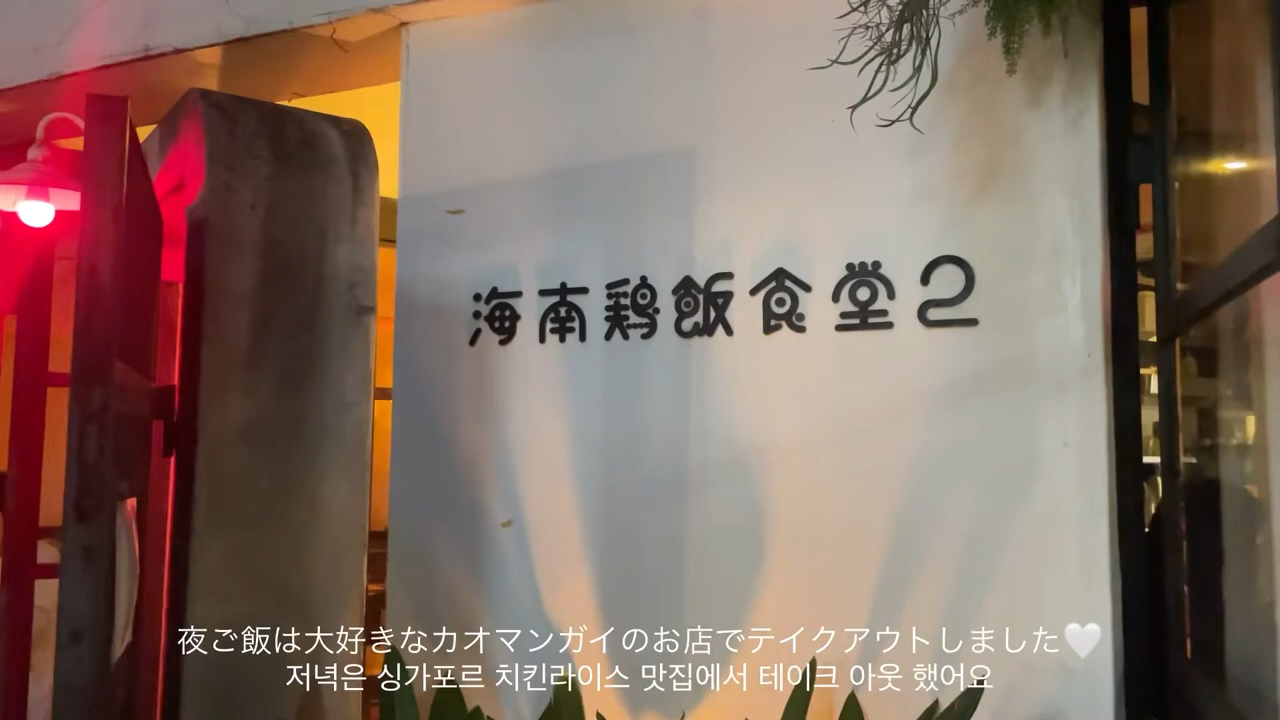 海南鶏飯食堂2
夜ご飯は大好きなカオマンガイのお店でテイクアウトしました🤍
저녁은 싱가포르 치킨라이스 맛집에서 테이크 아웃 했어요